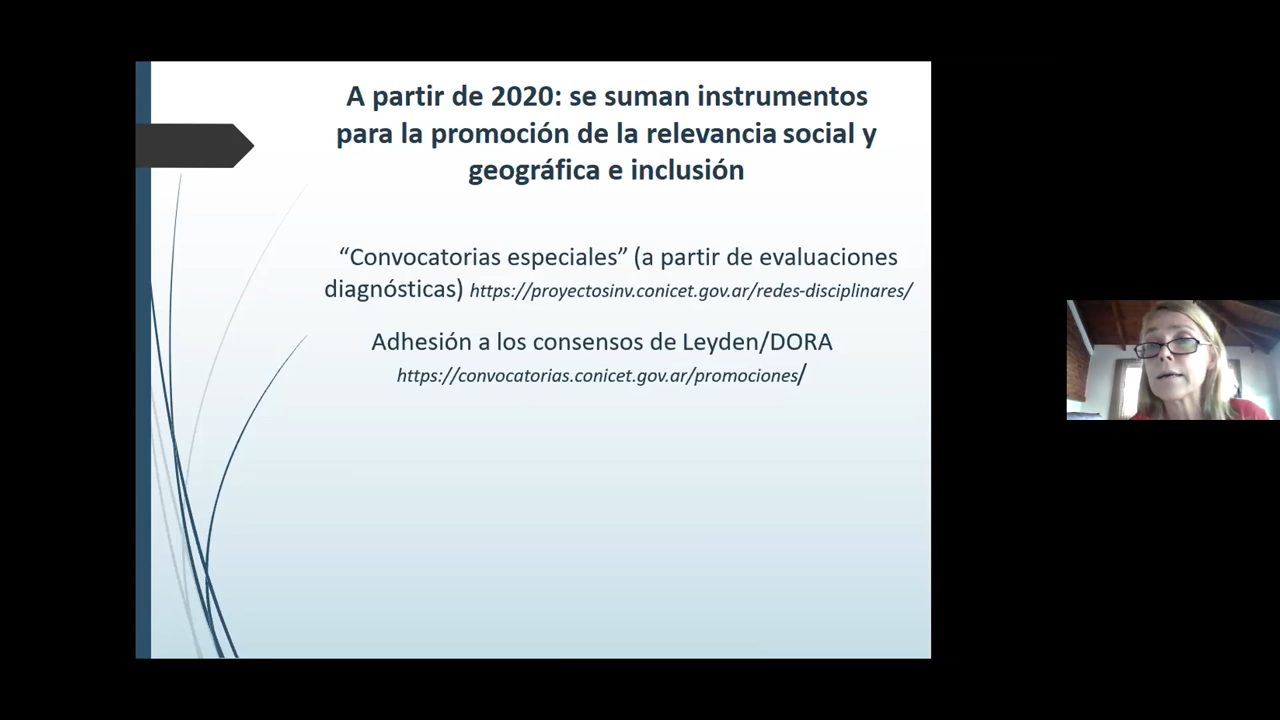 A partir de 2020: se suman instrumentos
para la promoción de la relevancia social y
geográfica e inclusión
“Convocatorias especiales” (a partir de evaluaciones
diagnósticas) https://proyectosinv.conicet.gov.ar/redes-disciplinares/
Adhesión a los consensos de Leyden/DORA
https://convocatorias.conicet.gov.ar/promociones/